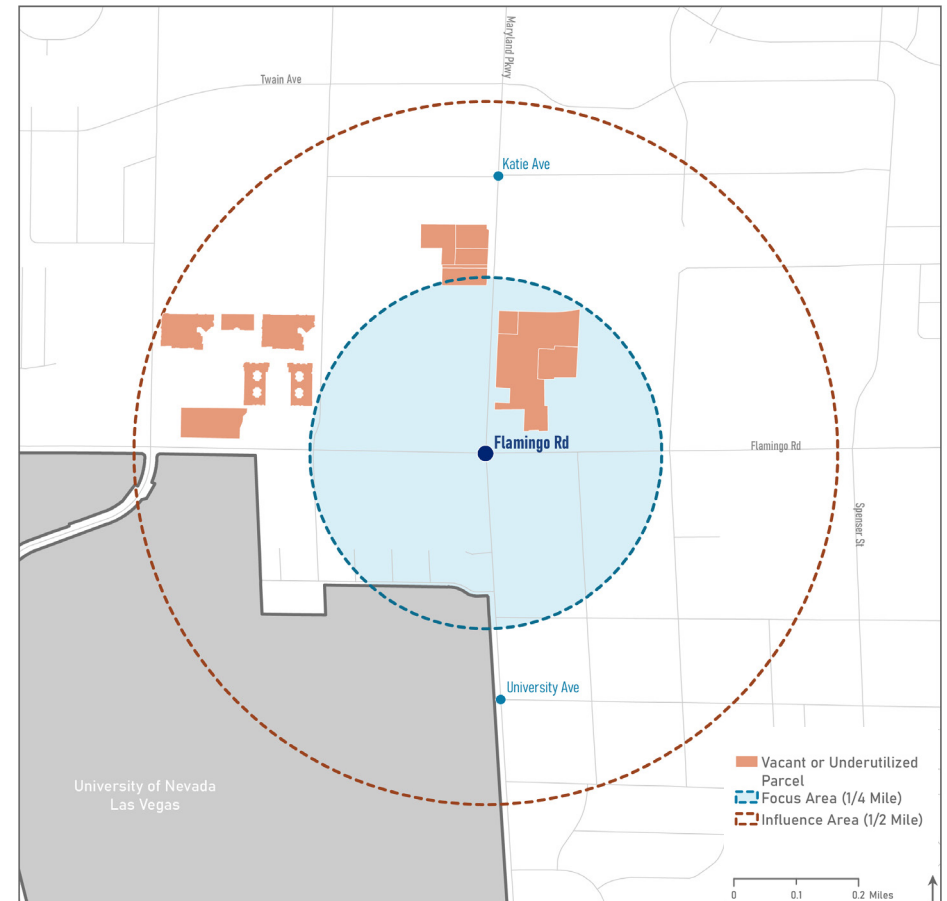 Maryland Pkwy
Twain Ave
Katie Ave
Flamingo Rd
Flamingo Rd
Spenser St
University Ave
University of Nevada
Las Vegas
Vacant or Underutilized
Parcel
Focus Area (1/4 Mile)
Influence Area (1/2 Mile)
0 0.1 0.2 Miles